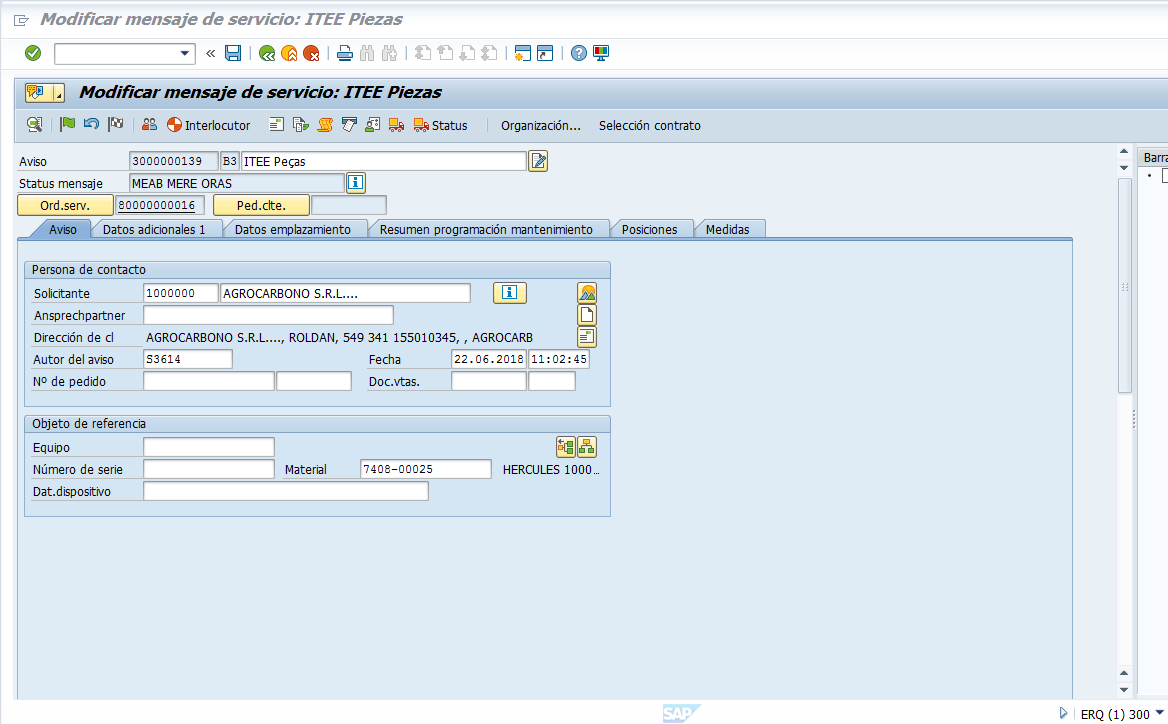 Modificar mensaje de servicio: ITEE Piezas
Modificar mensaje de servicio: ITEE Piezas
Interlocutor Status Organización... Selección contrato
Aviso 3000000139 B3 ITEE Peças
Status mensaje MEAB MERE ORAS
Ord.serv. 80000000016 Ped.clte.
Aviso Datos adicionales 1 Datos emplazamiento Resumen programación mantenimiento Posiciones Medidas
Persona de contacto
Solicitante 1000000 AGROCARBONO S.R.L....
Ansprechpartner
Dirección de cl AGROCARBONO S.R.L...., ROLDAN, 549 341 155010345, , AGROCARB
Autor del aviso S3614 Fecha 22.06.2018 11:02:45
Nº de pedido Doc.vtas.
Objeto de referencia
Equipo
Número de serie Material 7408-00025 HERCULES 1000...
Dat.dispositivo
Barra
SAP
ERQ (1) 300